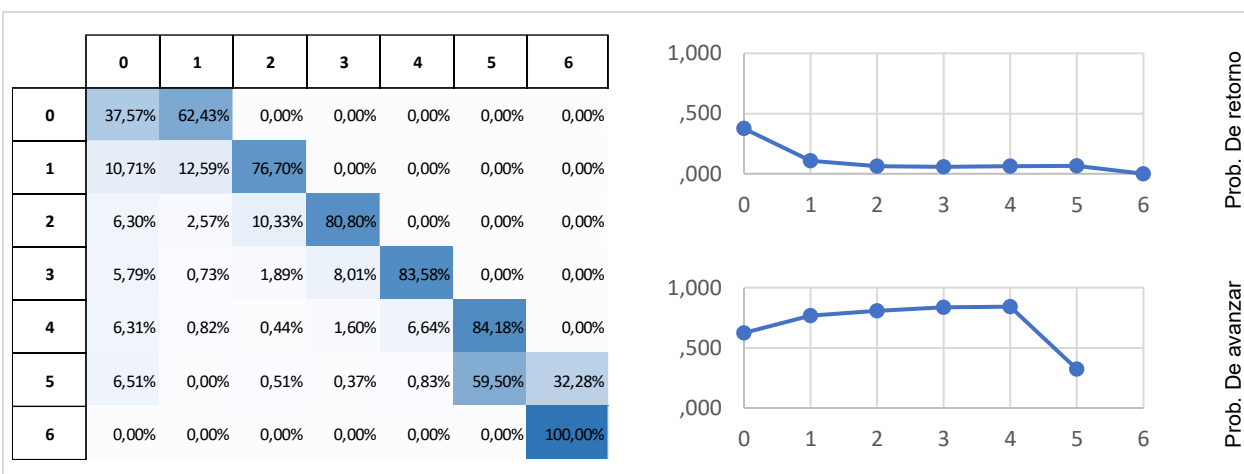 0 1 2 3 4 5 6
0 37,57% 62,43% 0,00% 0,00% 0,00% 0,00% 0,00%
1 10,71% 12,59% 76,70% 0,00% 0,00% 0,00% 0,00%
2 6,30% 2,57% 10,33% 80,80% 0,00% 0,00% 0,00%
3 5,79% 0,73% 1,89% 8,01% 83,58% 0,00% 0,00%
4 6,31% 0,82% 0,44% 1,60% 6,64% 84,18% 0,00%
5 6,51% 0,00% 0,51% 0,37% 0,83% 59,50% 32,28%
6 0,00% 0,00% 0,00% 0,00% 0,00% 0,00% 100,00%
1,000
,500
,000
0 1 2 3 4 5 6
Prob. De retorno
1,000
,500
,000
0 1 2 3 4 5 6
Prob. De avanzar